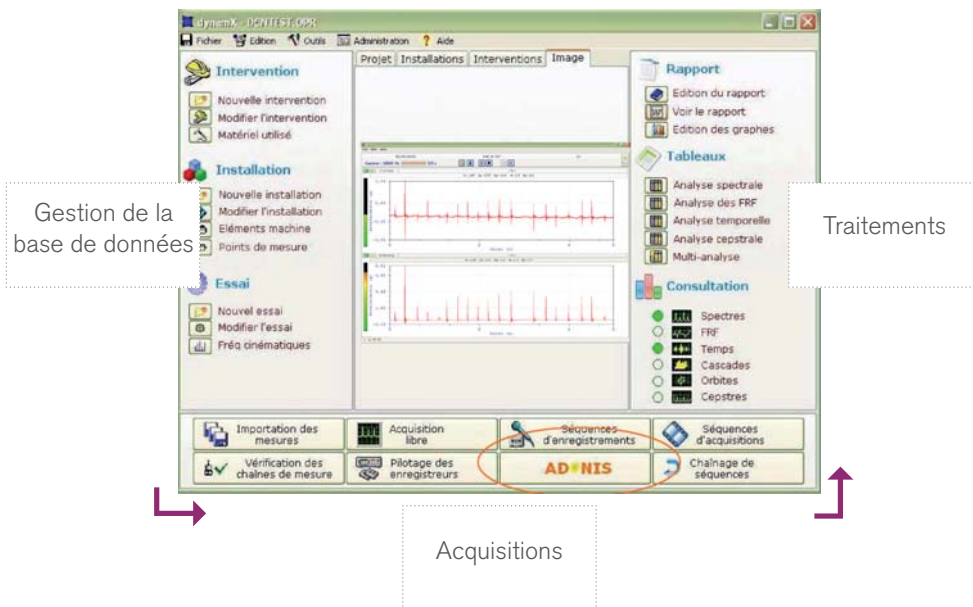 dynamX - DENTEST.OPR
Fichier Edition Outils Administration ? Aide
Intervention
Nouvelle intervention
Modifier l'intervention
Matériel utilisé
Installation
Nouvelle installation
Modifier l'installation
Eléments machine
Points de mesure
Essai
Nouvel essai
Modifier l'essai
Fréq cinématiques
Projet Installations Interventions Image
Rapport
Edition du rapport
Voir le rapport
Edition des graphes
Tableaux
Analyse spectrale
Analyse des FRF
Analyse temporelle
Analyse cepstrale
Multi-analyse
Consultation
Spectres
FRF
Temps
Cascades
Orbites
Cepstres
Gestion de la
base de données
Traitements
Importation des
mesures
Acquisition
libre
Séquences
d'enregistrements
Séquences
d'acquisitions
Vérification des
chaînes de mesure
Pilotage des
enregistreurs
ADONIS
Chaînage de
séquences
Acquisitions